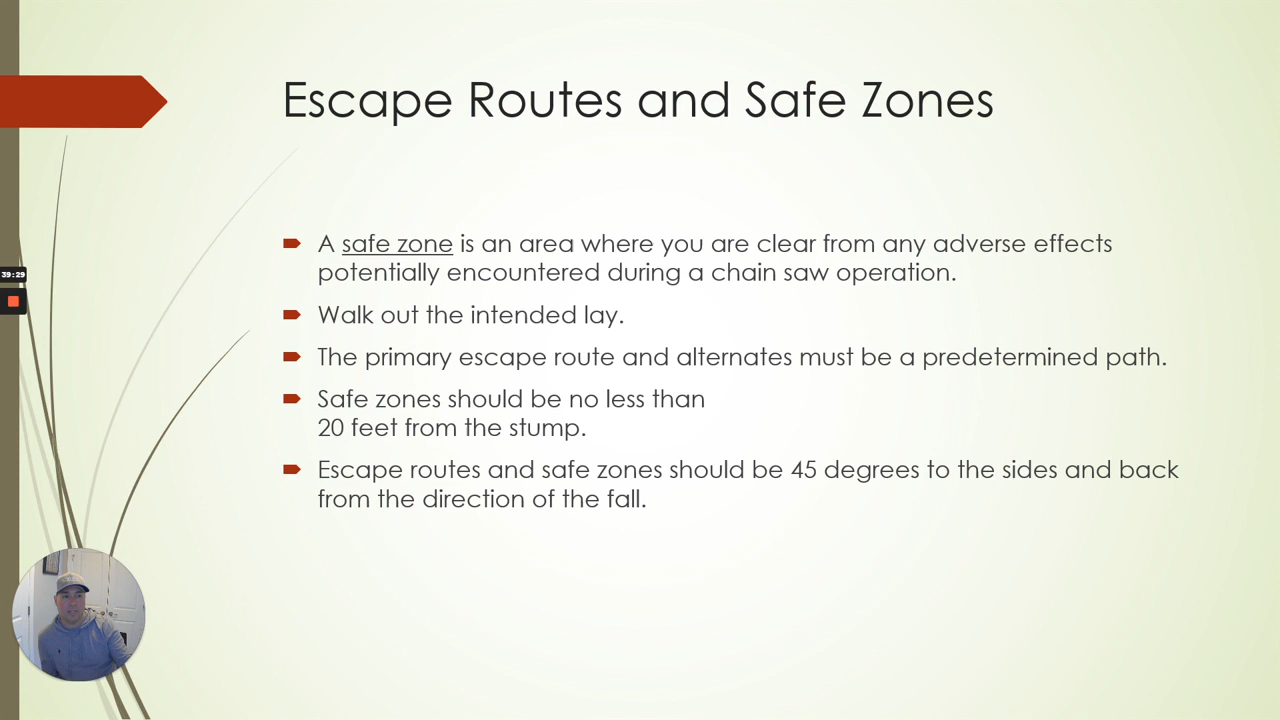 Escape Routes and Safe Zones
A safe zone is an area where you are clear from any adverse effects
potentially encountered during a chain saw operation.
Walk out the intended lay.
The primary escape route and alternates must be a predetermined path.
Safe zones should be no less than
20 feet from the stump.
Escape routes and safe zones should be 45 degrees to the sides and back
from the direction of the fall.
39:29